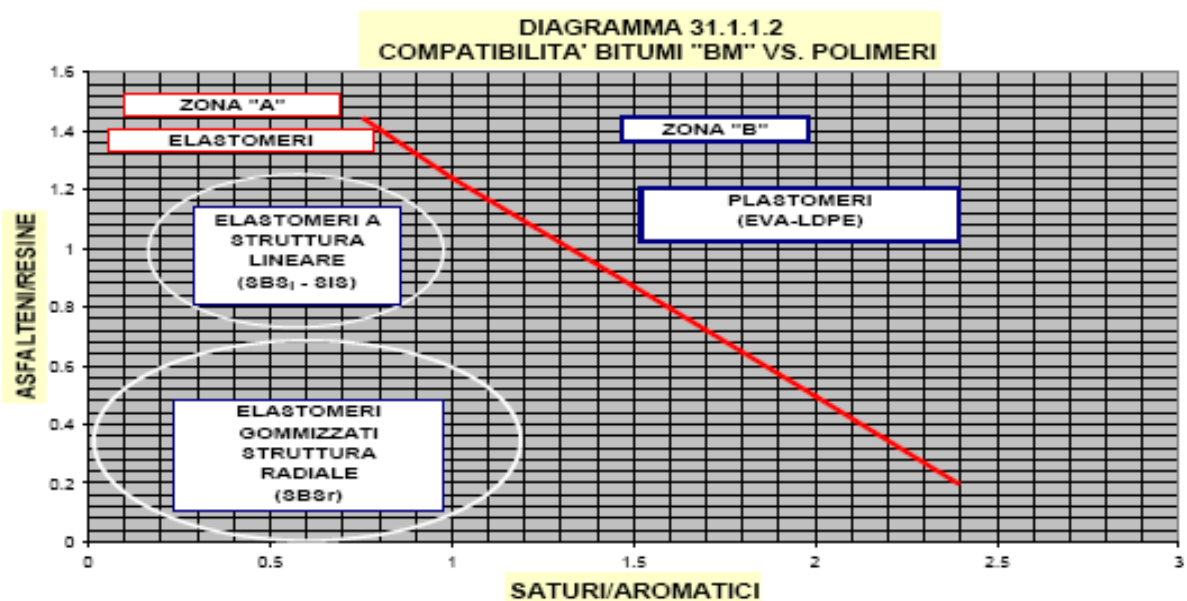 DIAGRAMMA 31.1.1.2
COMPATIBILITA' BITUMI "BM" VS. POLIMERI
1.6
1.4
1.2
1
0.8
0.6
0.4
0.2
0
ASFALTENI/RESINE
ZONA "A"
ELASTOMERI
ZONA "B"
PLASTOMERI
(EVA-LDPE)
ELASTOMERI A
STRUTTURA
LINEARE
(SBSl - SIS)
ELASTOMERI
GOMMIZZATI
STRUTTURA
RADIALE
(SBSr)
0
0.5
1
1.5
2
2.5
3
SATURI/AROMATICI